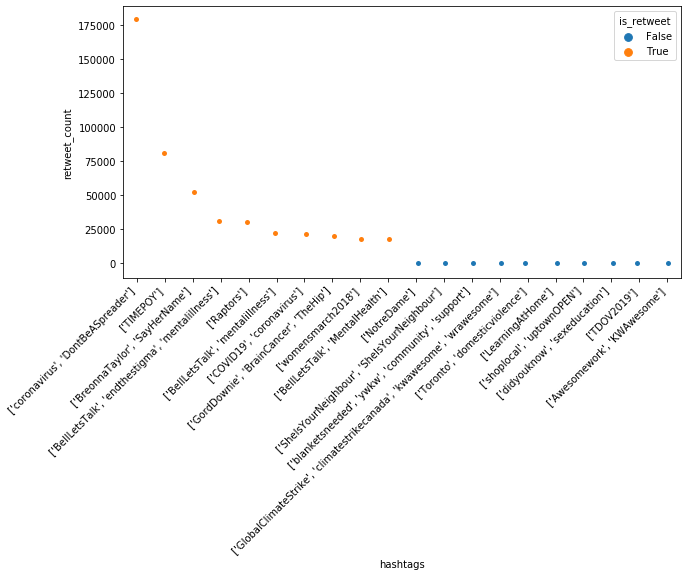 175000
150000
125000
100000
75000
50000
25000
0
retweet_count
is_retweet
False
True
['coronavirus', 'DontBeASpreader']
['TIMEPOY']
['BreonnaTaylor', 'SayHerName']
['BellLetsTalk', 'endthestigma', 'mentalillness']
['Raptors']
['BellLetsTalk', 'mentalillness']
['COVID19', 'coronavirus']
['GordDownie', 'BrainCancer', 'TheHip']
['womensmarch2018']
['BellLetsTalk', 'MentalHealth']
['NotreDame']
['SheIsYourNeighbour', 'SheIsYourNeighbour']
['blanketsneeded', 'ywkw', 'community', 'support']
['GlobalClimateStrike', 'climatestrikecanada', 'kwawesome', 'wrawesome']
['Toronto', 'domesticviolence']
['LearningAtHome']
['shoplocal', 'uptownOPEN']
['didyouknow', 'sexeducation']
['TDOV2019']
['Awesomework', 'KWAwesome']
hashtags